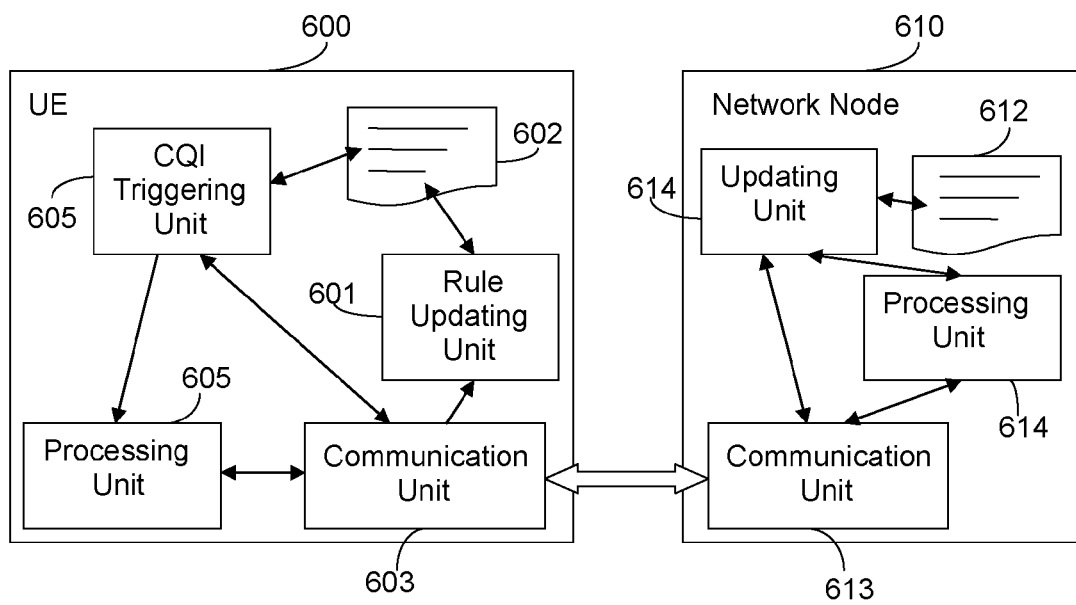 600
610
UE
Network Node
602
612
CQI
Triggering
Unit
605
614
Updating
Unit
601
Rule
Updating
Unit
Processing
Unit
605
614
Processing
Unit
Communication
Unit
Communication
Unit
603
613